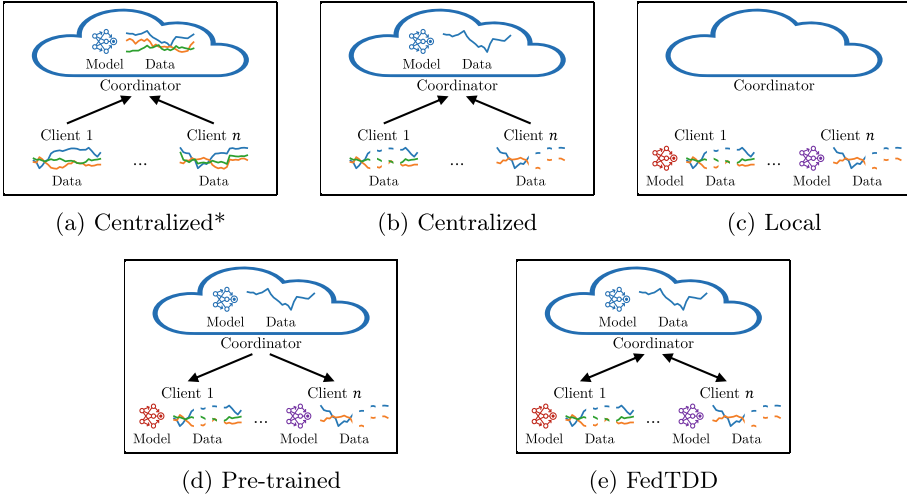 Model Data
Coordinator
Client 1
Client n
...
Data
Data
(a) Centralized*
Model Data
Coordinator
Client 1
Client n
...
Data
Data
(b) Centralized
Coordinator
Client 1
Client n
...
Model Data
Model Data
(c) Local
Model Data
Coordinator
Client 1
Client n
...
Model Data
Model Data
(d) Pre-trained
Model Data
Coordinator
Client 1
Client n
...
Model Data
Model Data
(e) FedTDD